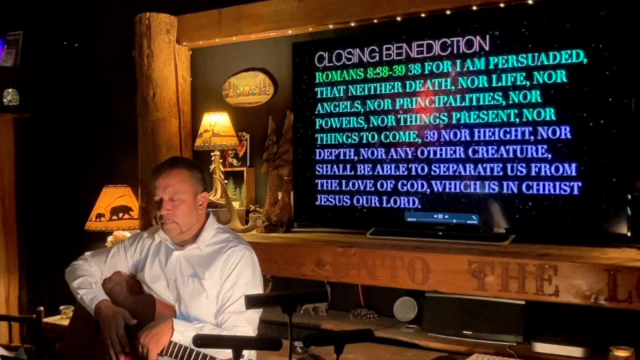 CLOSING BENEDICTION
ROMANS 8:38-39 38 FOR I AM PERSUADED,
THAT NEITHER DEATH, NOR LIFE, NOR
ANGELS, NOR PRINCIPALITIES, NOR
POWERS, NOR THINGS PRESENT, NOR
THINGS TO COME, 39 NOR HEIGHT, NOR
DEPTH, NOR ANY OTHER CREATURE,
SHALL BE ABLE TO SEPARATE US FROM
THE LOVE OF GOD, WHICH IS IN CHRIST
JESUS OUR LORD.
UNTO THE L